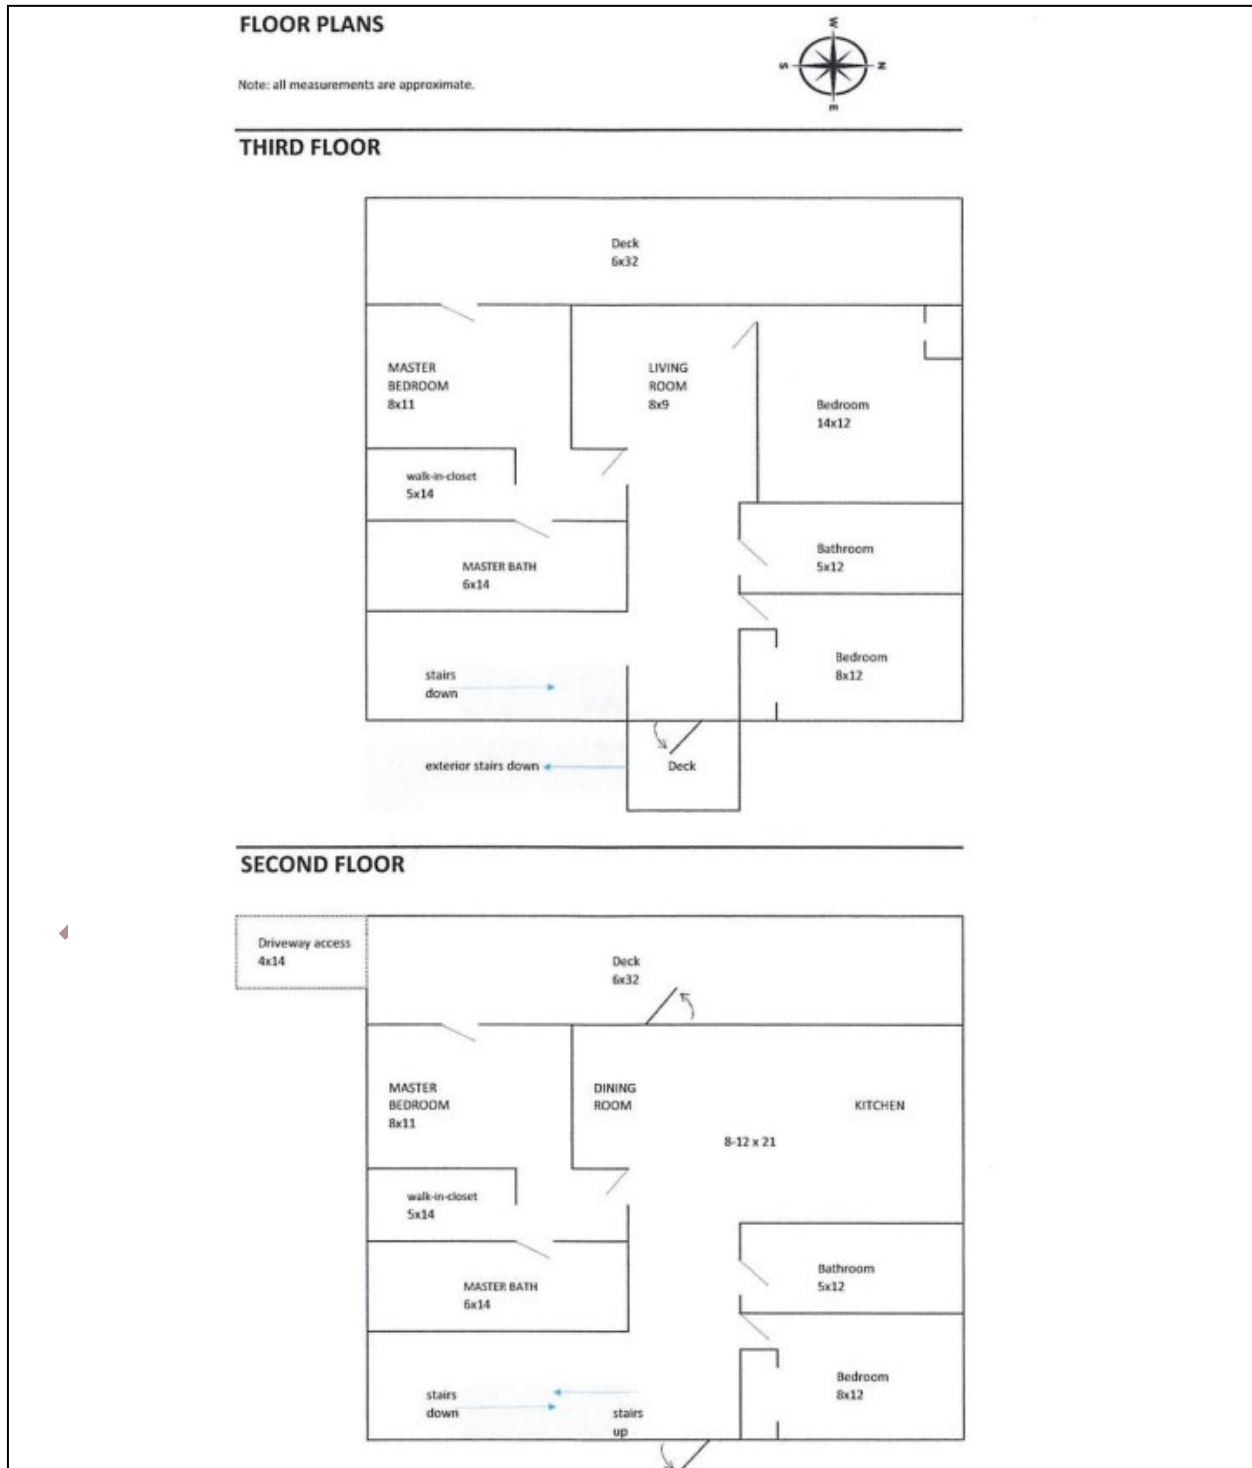 FLOOR PLANS
W
S
N
E
Note: all measurements are approximate.
THIRD FLOOR
Deck
6x32
MASTER
BEDROOM
8x11
LIVING
ROOM
8x9
Bedroom
14x12
walk-in-closet
5x14
Bathroom
5x12
MASTER BATH
6x14
Bedroom
8x12
stairs
down
exterior stairs down
Deck
SECOND FLOOR
Driveway access
4x14
Deck
6x32
MASTER
BEDROOM
8x11
DINING
ROOM
KITCHEN
8-12 x 21
walk-in-closet
5x14
Bathroom
5x12
MASTER BATH
6x14
Bedroom
8x12
stairs
down
stairs
up